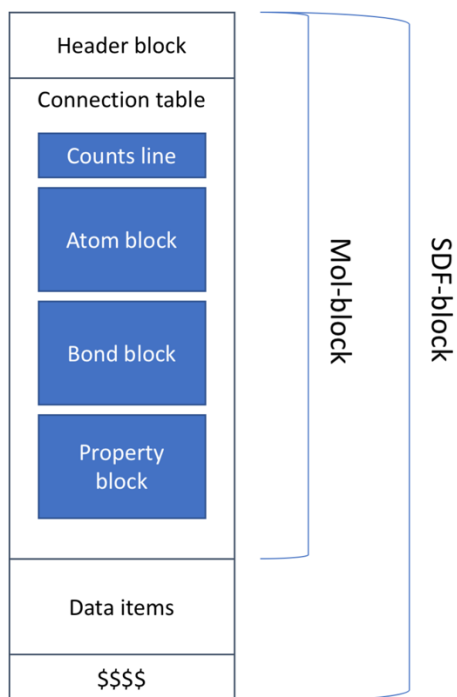 Header block
Connection table
Counts line
Atom block
Bond block
Property
block
Data items
$$$$
Mol-block
SDF-block